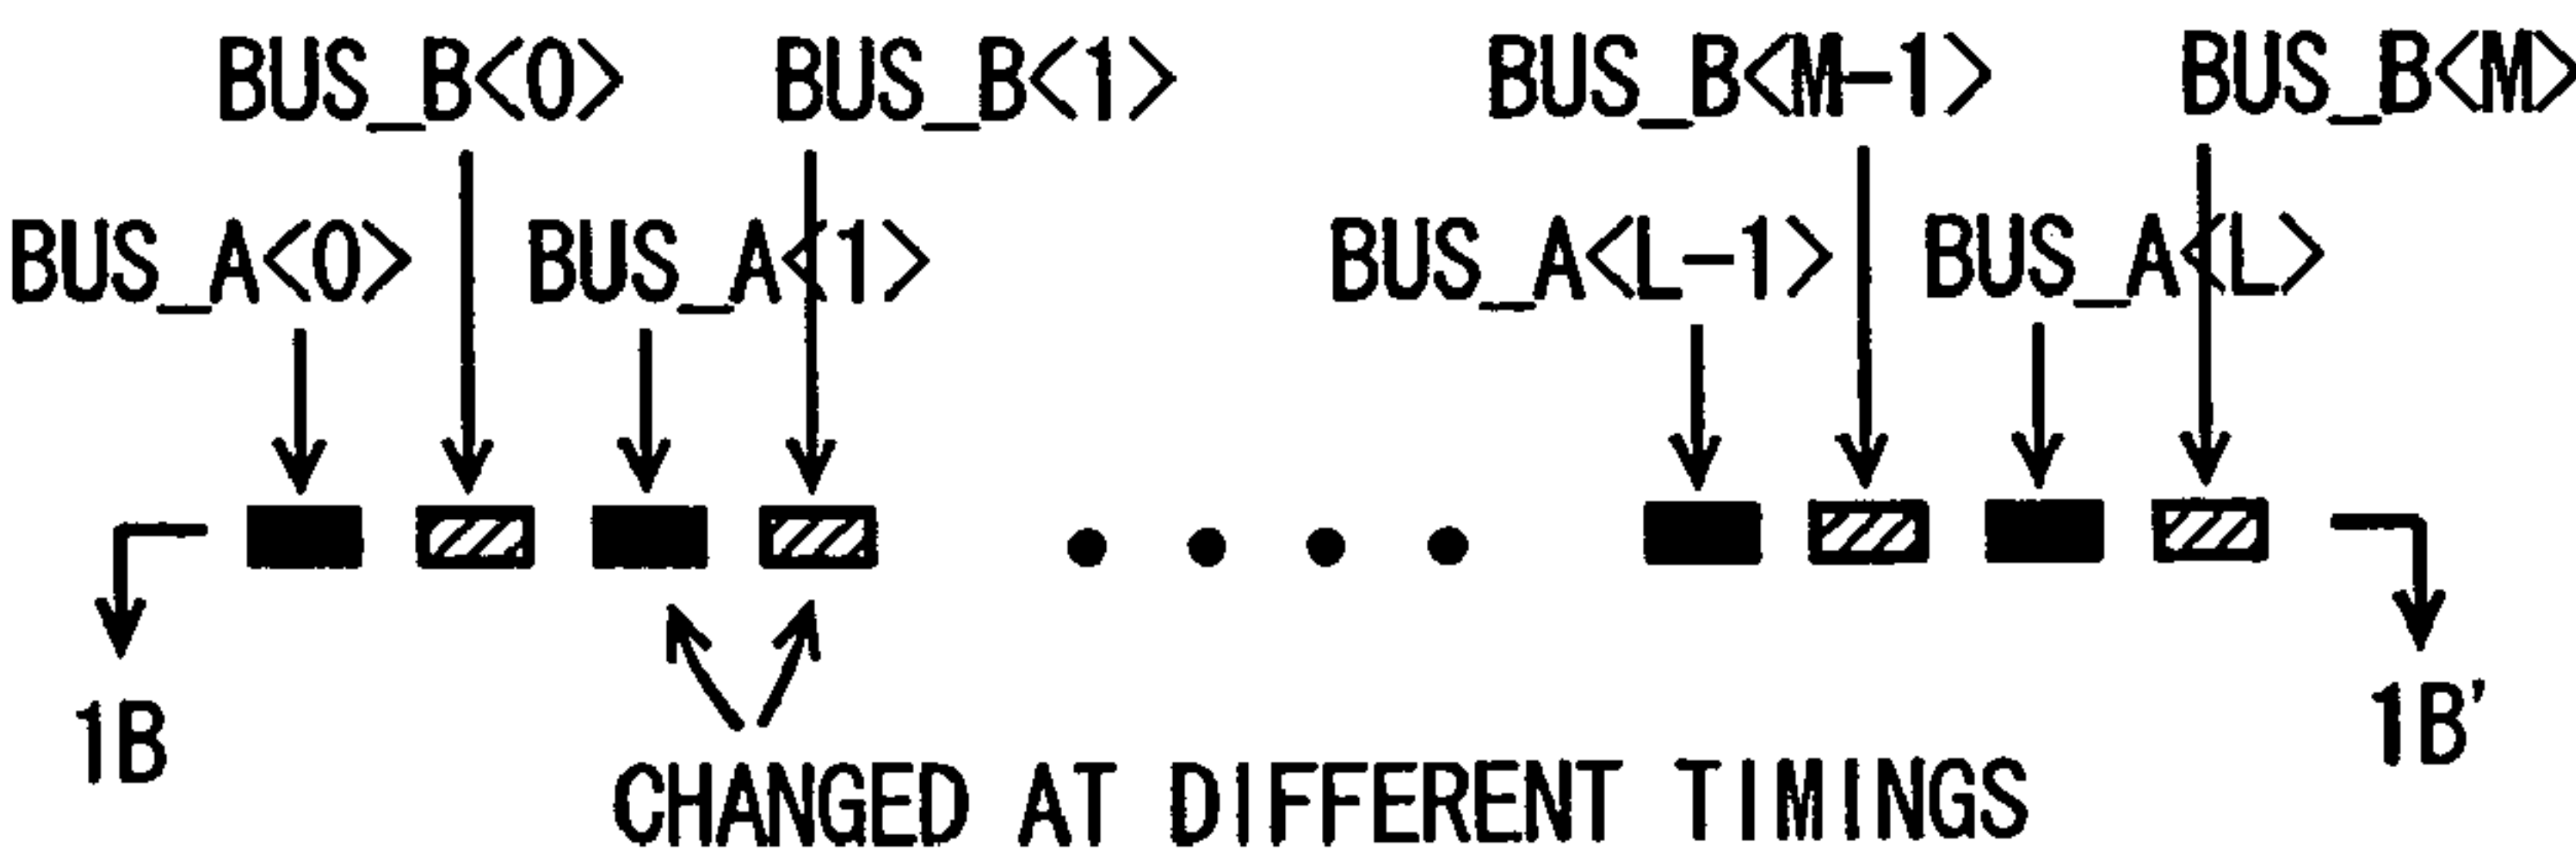 BUS_B<0> BUS_B<1> BUS_B<M-1> BUS_B<M>
BUS_A<0> BUS_A<1> BUS_A<L-1> BUS_A<L>
1B 1B'
CHANGED AT DIFFERENT TIMINGS